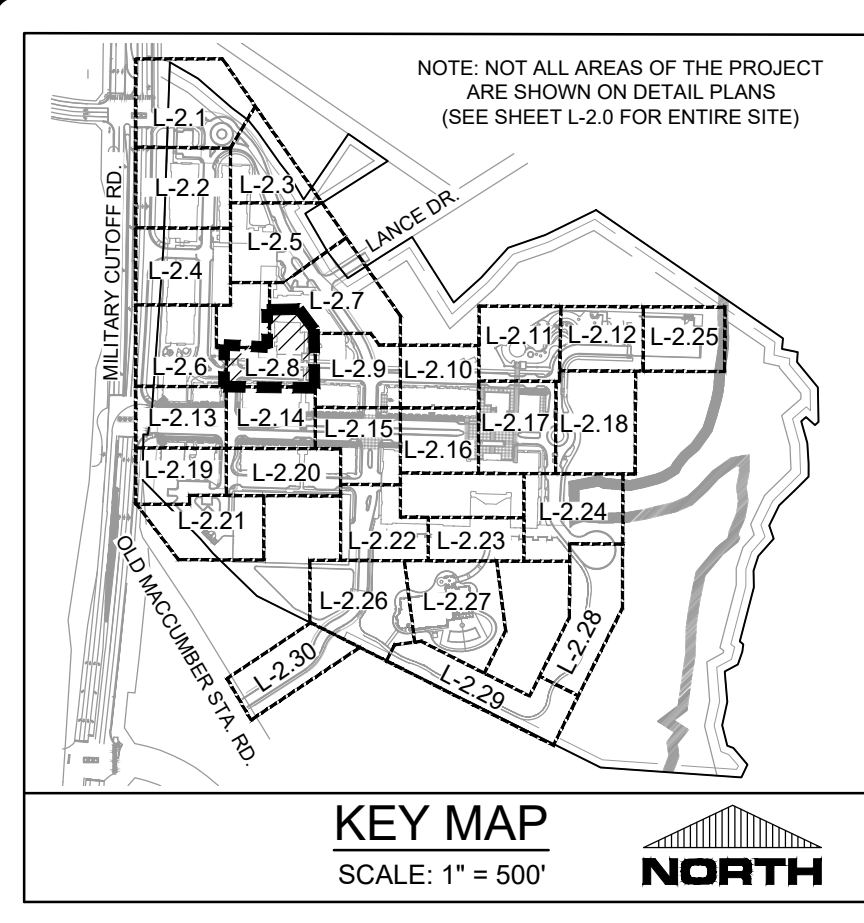 NOTE: NOT ALL AREAS OF THE PROJECT
ARE SHOWN ON DETAIL PLANS
(SEE SHEET L-2.0 FOR ENTIRE SITE)
MILITARY CUTOFF RD.
LANCE DR.
L-2.1
L-2.2
L-2.3
L-2.4
L-2.5
L-2.6
L-2.7
L-2.8
L-2.9
L-2.10
L-2.11
L-2.12
L-2.25
L-2.13
L-2.14
L-2.15
L-2.16
L-2.17
L-2.18
L-2.19
L-2.20
L-2.21
L-2.22
L-2.23
L-2.24
L-2.26
L-2.27
L-2.28
L-2.29
L-2.30
OLD MACCUMBER STA. RD.
KEY MAP
SCALE: 1" = 500'
NORTH